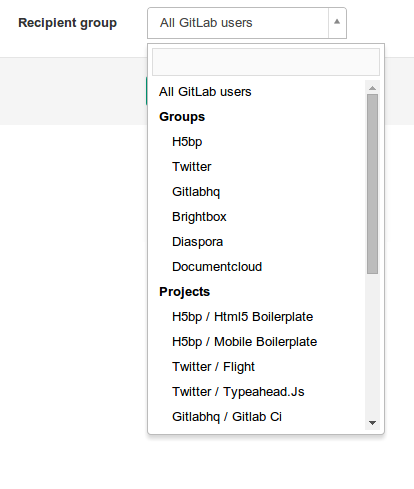 Recipient group
All GitLab users
All GitLab users
Groups
H5bp
Twitter
Gitlabhq
Brightbox
Diaspora
Documentcloud
Projects
H5bp / Html5 Boilerplate
H5bp / Mobile Boilerplate
Twitter / Flight
Twitter / Typeahead.Js
Gitlabhq / Gitlab Ci